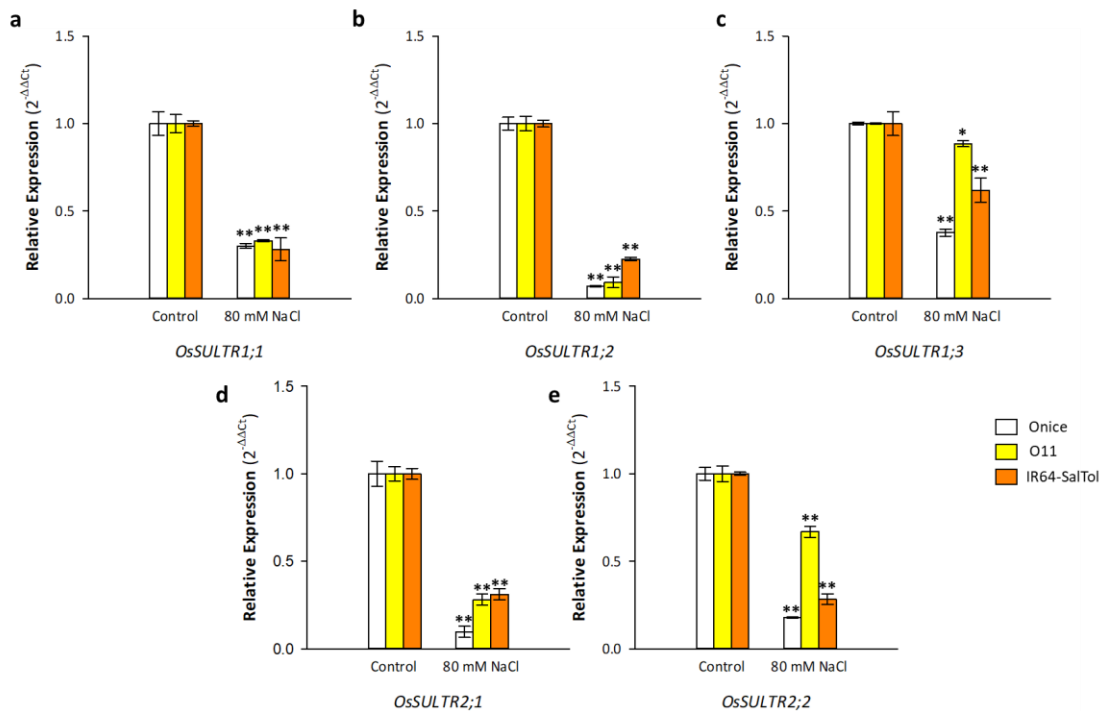 a
Relative Expression (2^-ΔΔCt)
1.5
1.0
0.5
0.0
** ** **
Control 80 mM NaCl
OsSULTR1;1
b
Relative Expression (2^-ΔΔCt)
1.5
1.0
0.5
0.0
** ** **
Control 80 mM NaCl
OsSULTR1;2
c
Relative Expression (2^-ΔΔCt)
1.5
1.0
0.5
0.0
** * **
Control 80 mM NaCl
OsSULTR1;3
d
Relative Expression (2^-ΔΔCt)
1.5
1.0
0.5
0.0
** ** **
Control 80 mM NaCl
OsSULTR2;1
e
Relative Expression (2^-ΔΔCt)
1.5
1.0
0.5
0.0
** ** **
Control 80 mM NaCl
OsSULTR2;2
Onice
O11
IR64-SalTol